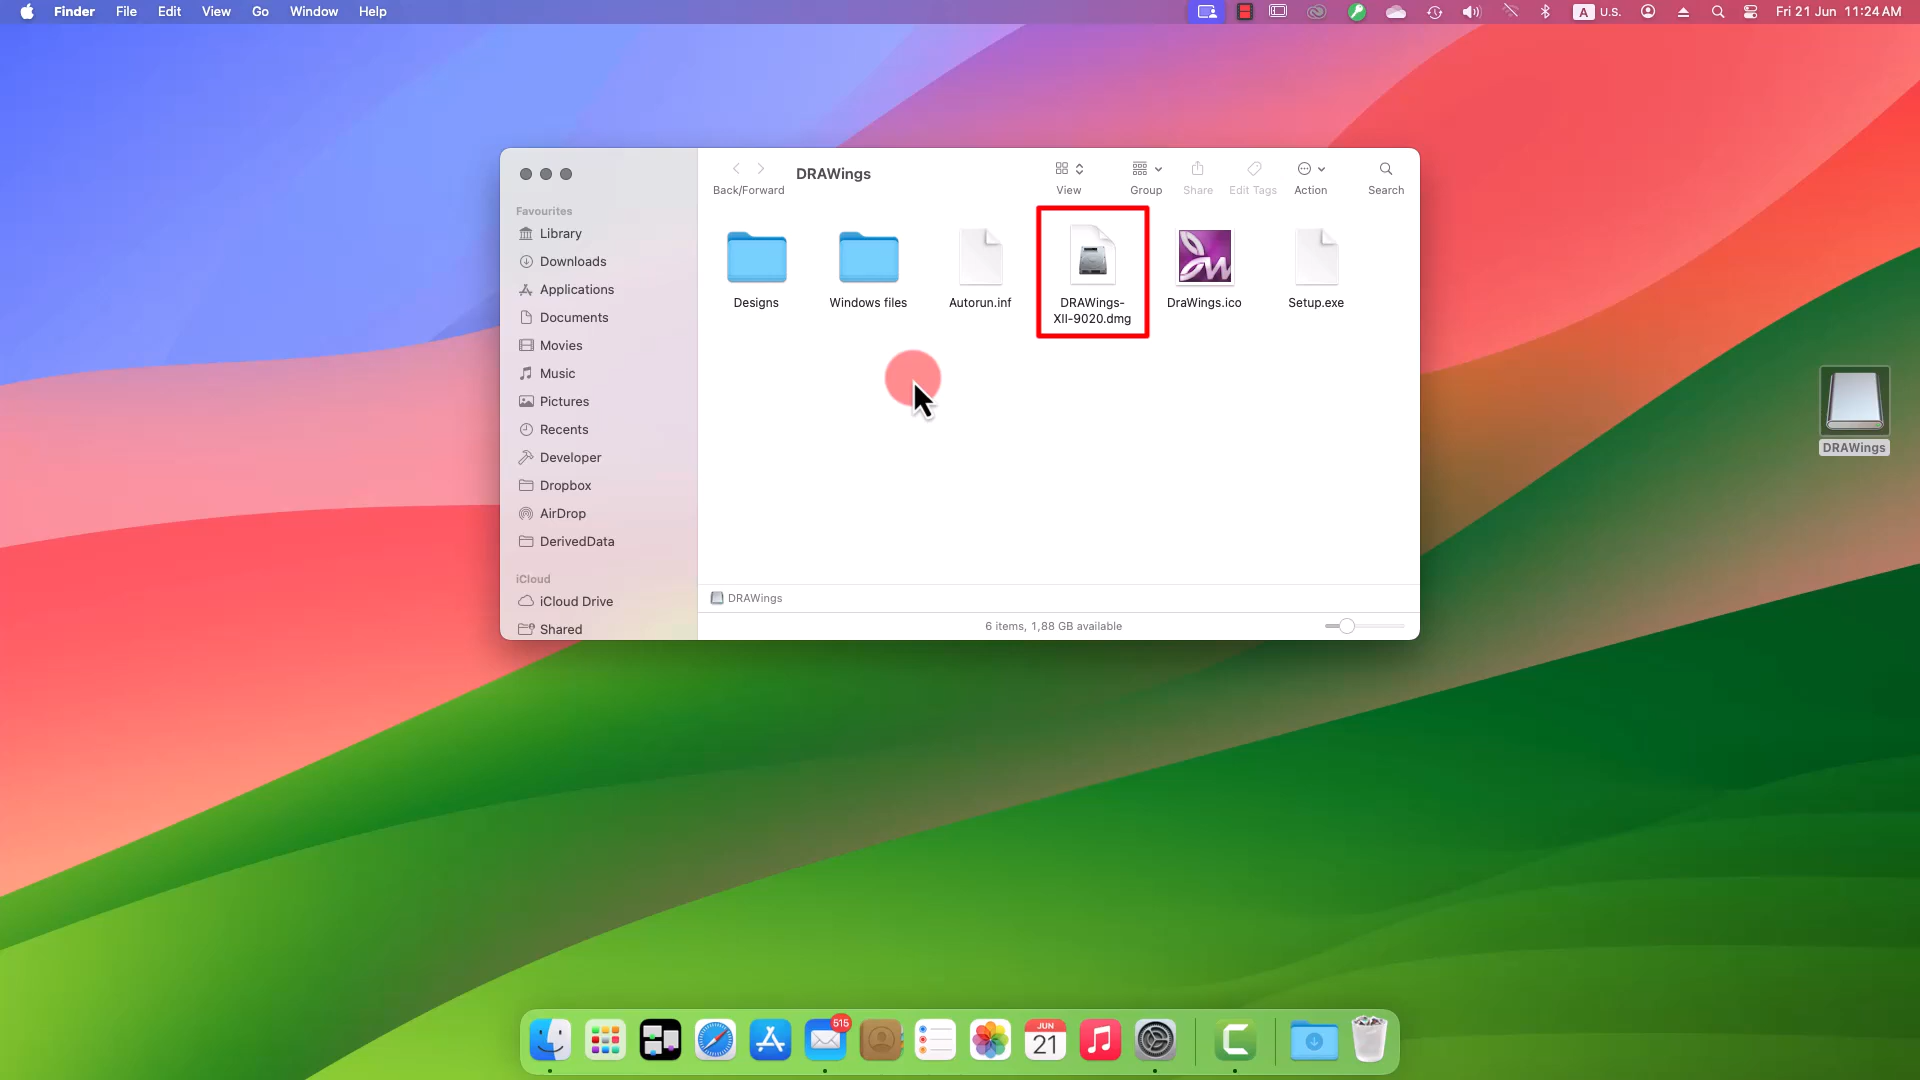 Finder File Edit View Go Window Help
A U.S. Fri 21 Jun 11:24 AM
DRAWings
Back/Forward View Group Share Edit Tags Action Search
Favourites
Library
Downloads
Applications
Documents
Movies
Music
Pictures
Recents
Developer
Dropbox
AirDrop
DerivedData
iCloud
iCloud Drive
Shared
Designs
Windows files
Autorun.inf
DRAWings-
XII-9020.dmg
DraWings.ico
Setup.exe
DRAWings
6 items, 1,88 GB available
DRAWings
515
JUN
21